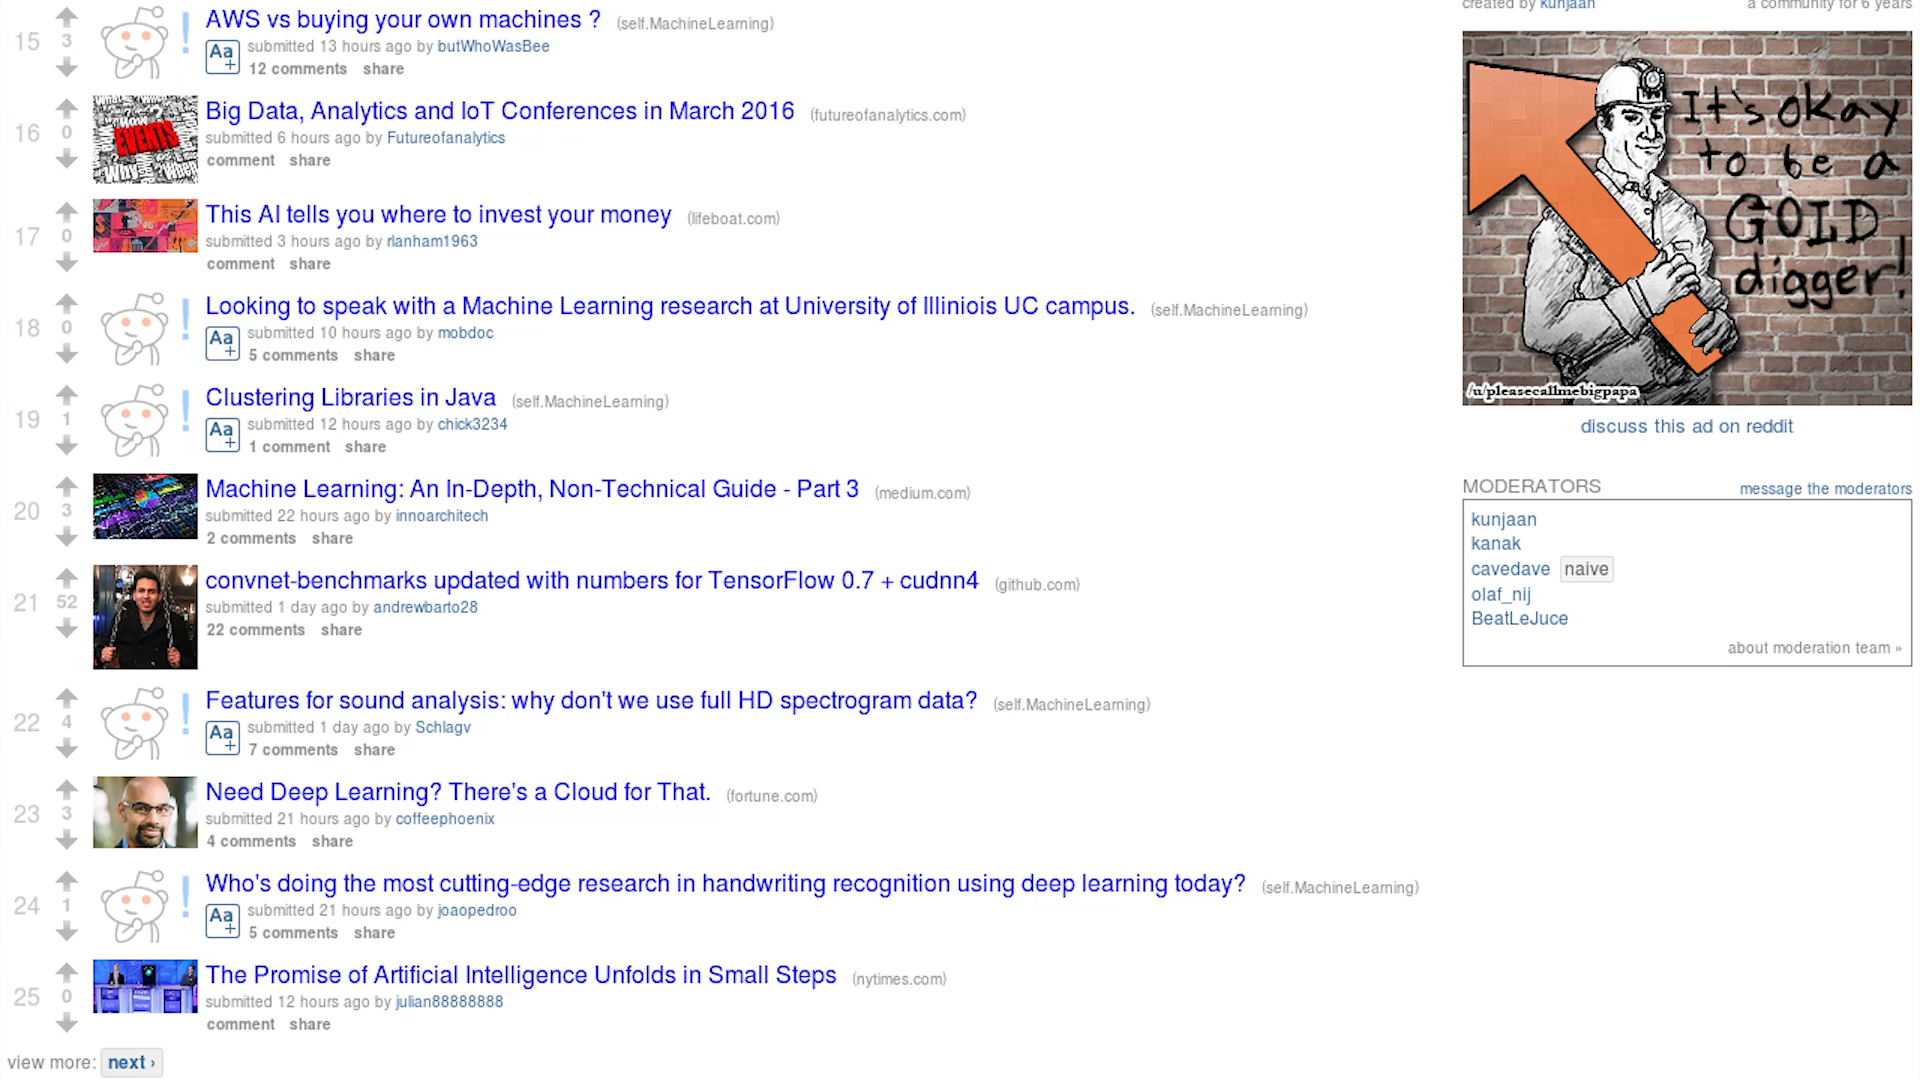 created by kunjaan a community for 6 years
15
3
AWS vs buying your own machines ? (self.MachineLearning)
Aa+ submitted 13 hours ago by butWhoWasBee
12 comments share
16
0
EVENTS
Big Data, Analytics and IoT Conferences in March 2016 (futureofanalytics.com)
submitted 6 hours ago by Futureofanalytics
comment share
17
0
This AI tells you where to invest your money (lifeboat.com)
submitted 3 hours ago by rlanham1963
comment share
18
0
Looking to speak with a Machine Learning research at University of Illiniois UC campus. (self.MachineLearning)
Aa+ submitted 10 hours ago by mobdoc
5 comments share
19
1
Clustering Libraries in Java (self.MachineLearning)
Aa+ submitted 12 hours ago by chick3234
1 comment share
20
3
Machine Learning: An In-Depth, Non-Technical Guide - Part 3 (medium.com)
submitted 22 hours ago by innoarchitech
2 comments share
21
52
convnet-benchmarks updated with numbers for TensorFlow 0.7 + cudnn4 (github.com)
submitted 1 day ago by andrewbarto28
22 comments share
22
4
Features for sound analysis: why don't we use full HD spectrogram data? (self.MachineLearning)
Aa+ submitted 1 day ago by Schlagv
7 comments share
23
3
Need Deep Learning? There's a Cloud for That. (fortune.com)
submitted 21 hours ago by coffeephoenix
4 comments share
24
1
Who's doing the most cutting-edge research in handwriting recognition using deep learning today? (self.MachineLearning)
Aa+ submitted 21 hours ago by joaopedroo
5 comments share
25
0
The Promise of Artificial Intelligence Unfolds in Small Steps (nytimes.com)
submitted 12 hours ago by julian88888888
comment share
view more: next ›
It's okay
to be a
GOLD
digger!
/u/pleasecallmebigpapa
discuss this ad on reddit
MODERATORS message the moderators
kunjaan
kanak
cavedave naive
olaf_nij
BeatLeJuce
about moderation team »